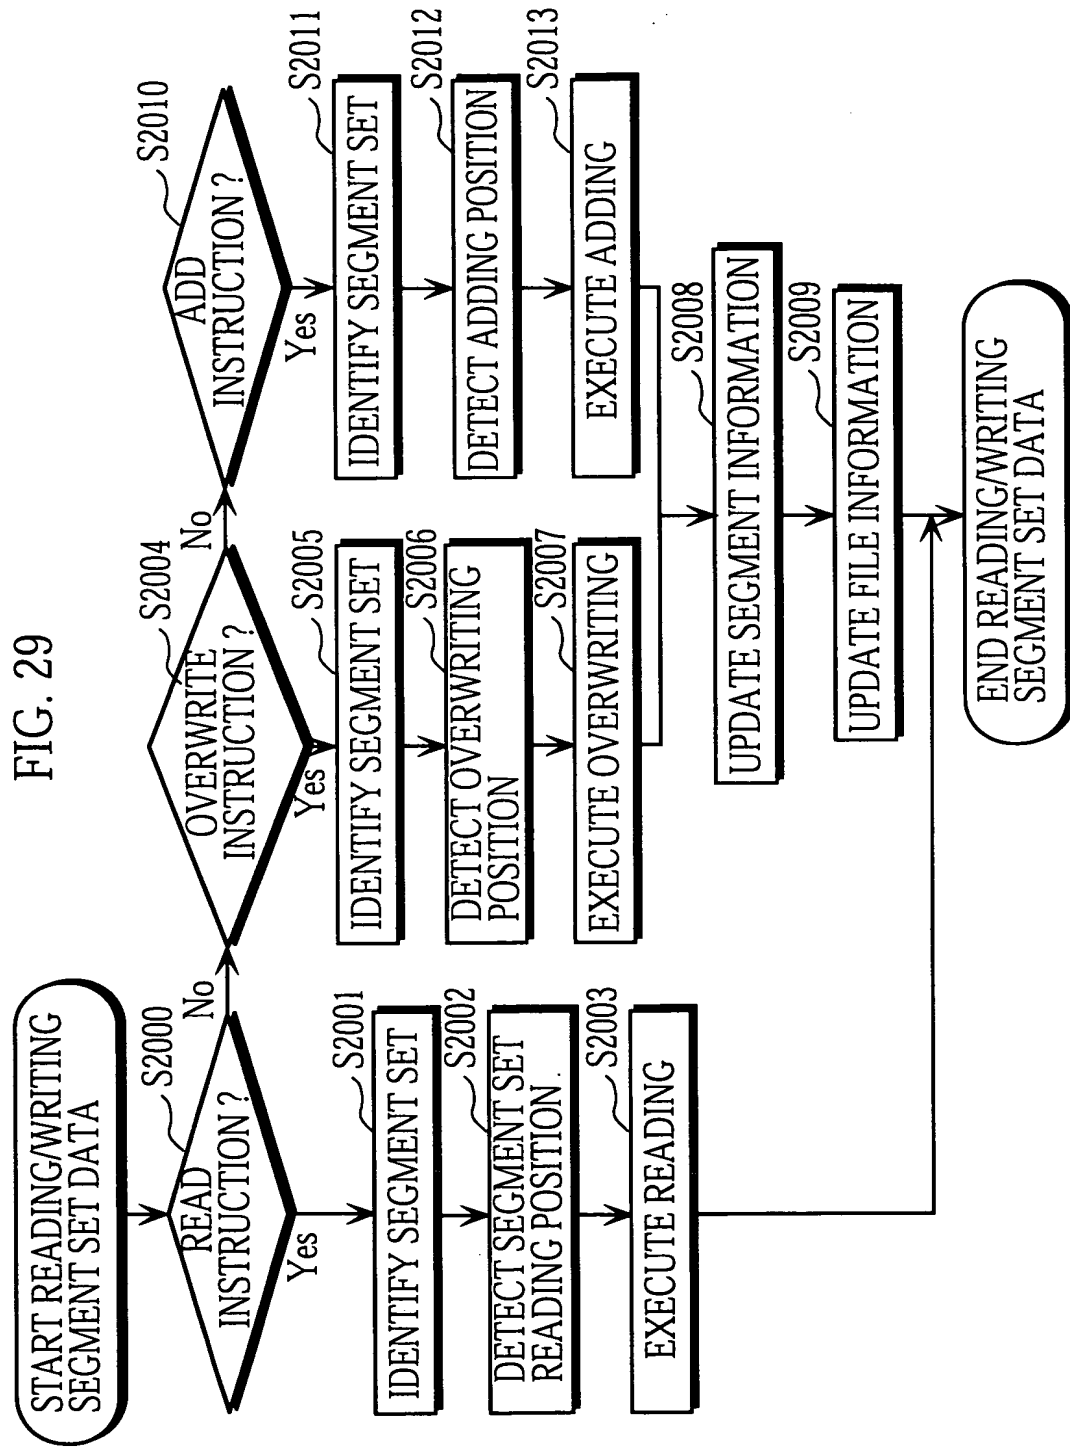 FIG. 29
START READING/WRITING
SEGMENT SET DATA
S2000
READ
INSTRUCTION?
No
Yes
S2001
IDENTIFY SEGMENT SET
S2002
DETECT SEGMENT SET
READING POSITION
S2003
EXECUTE READING
S2004
OVERWRITE
INSTRUCTION?
No
Yes
S2005
IDENTIFY SEGMENT SET
S2006
DETECT OVERWRITING
POSITION
S2007
EXECUTE OVERWRITING
S2010
ADD
INSTRUCTION?
Yes
S2011
IDENTIFY SEGMENT SET
S2012
DETECT ADDING POSITION
S2013
EXECUTE ADDING
S2008
UPDATE SEGMENT INFORMATION
S2009
UPDATE FILE INFORMATION
END READING/WRITING
SEGMENT SET DATA